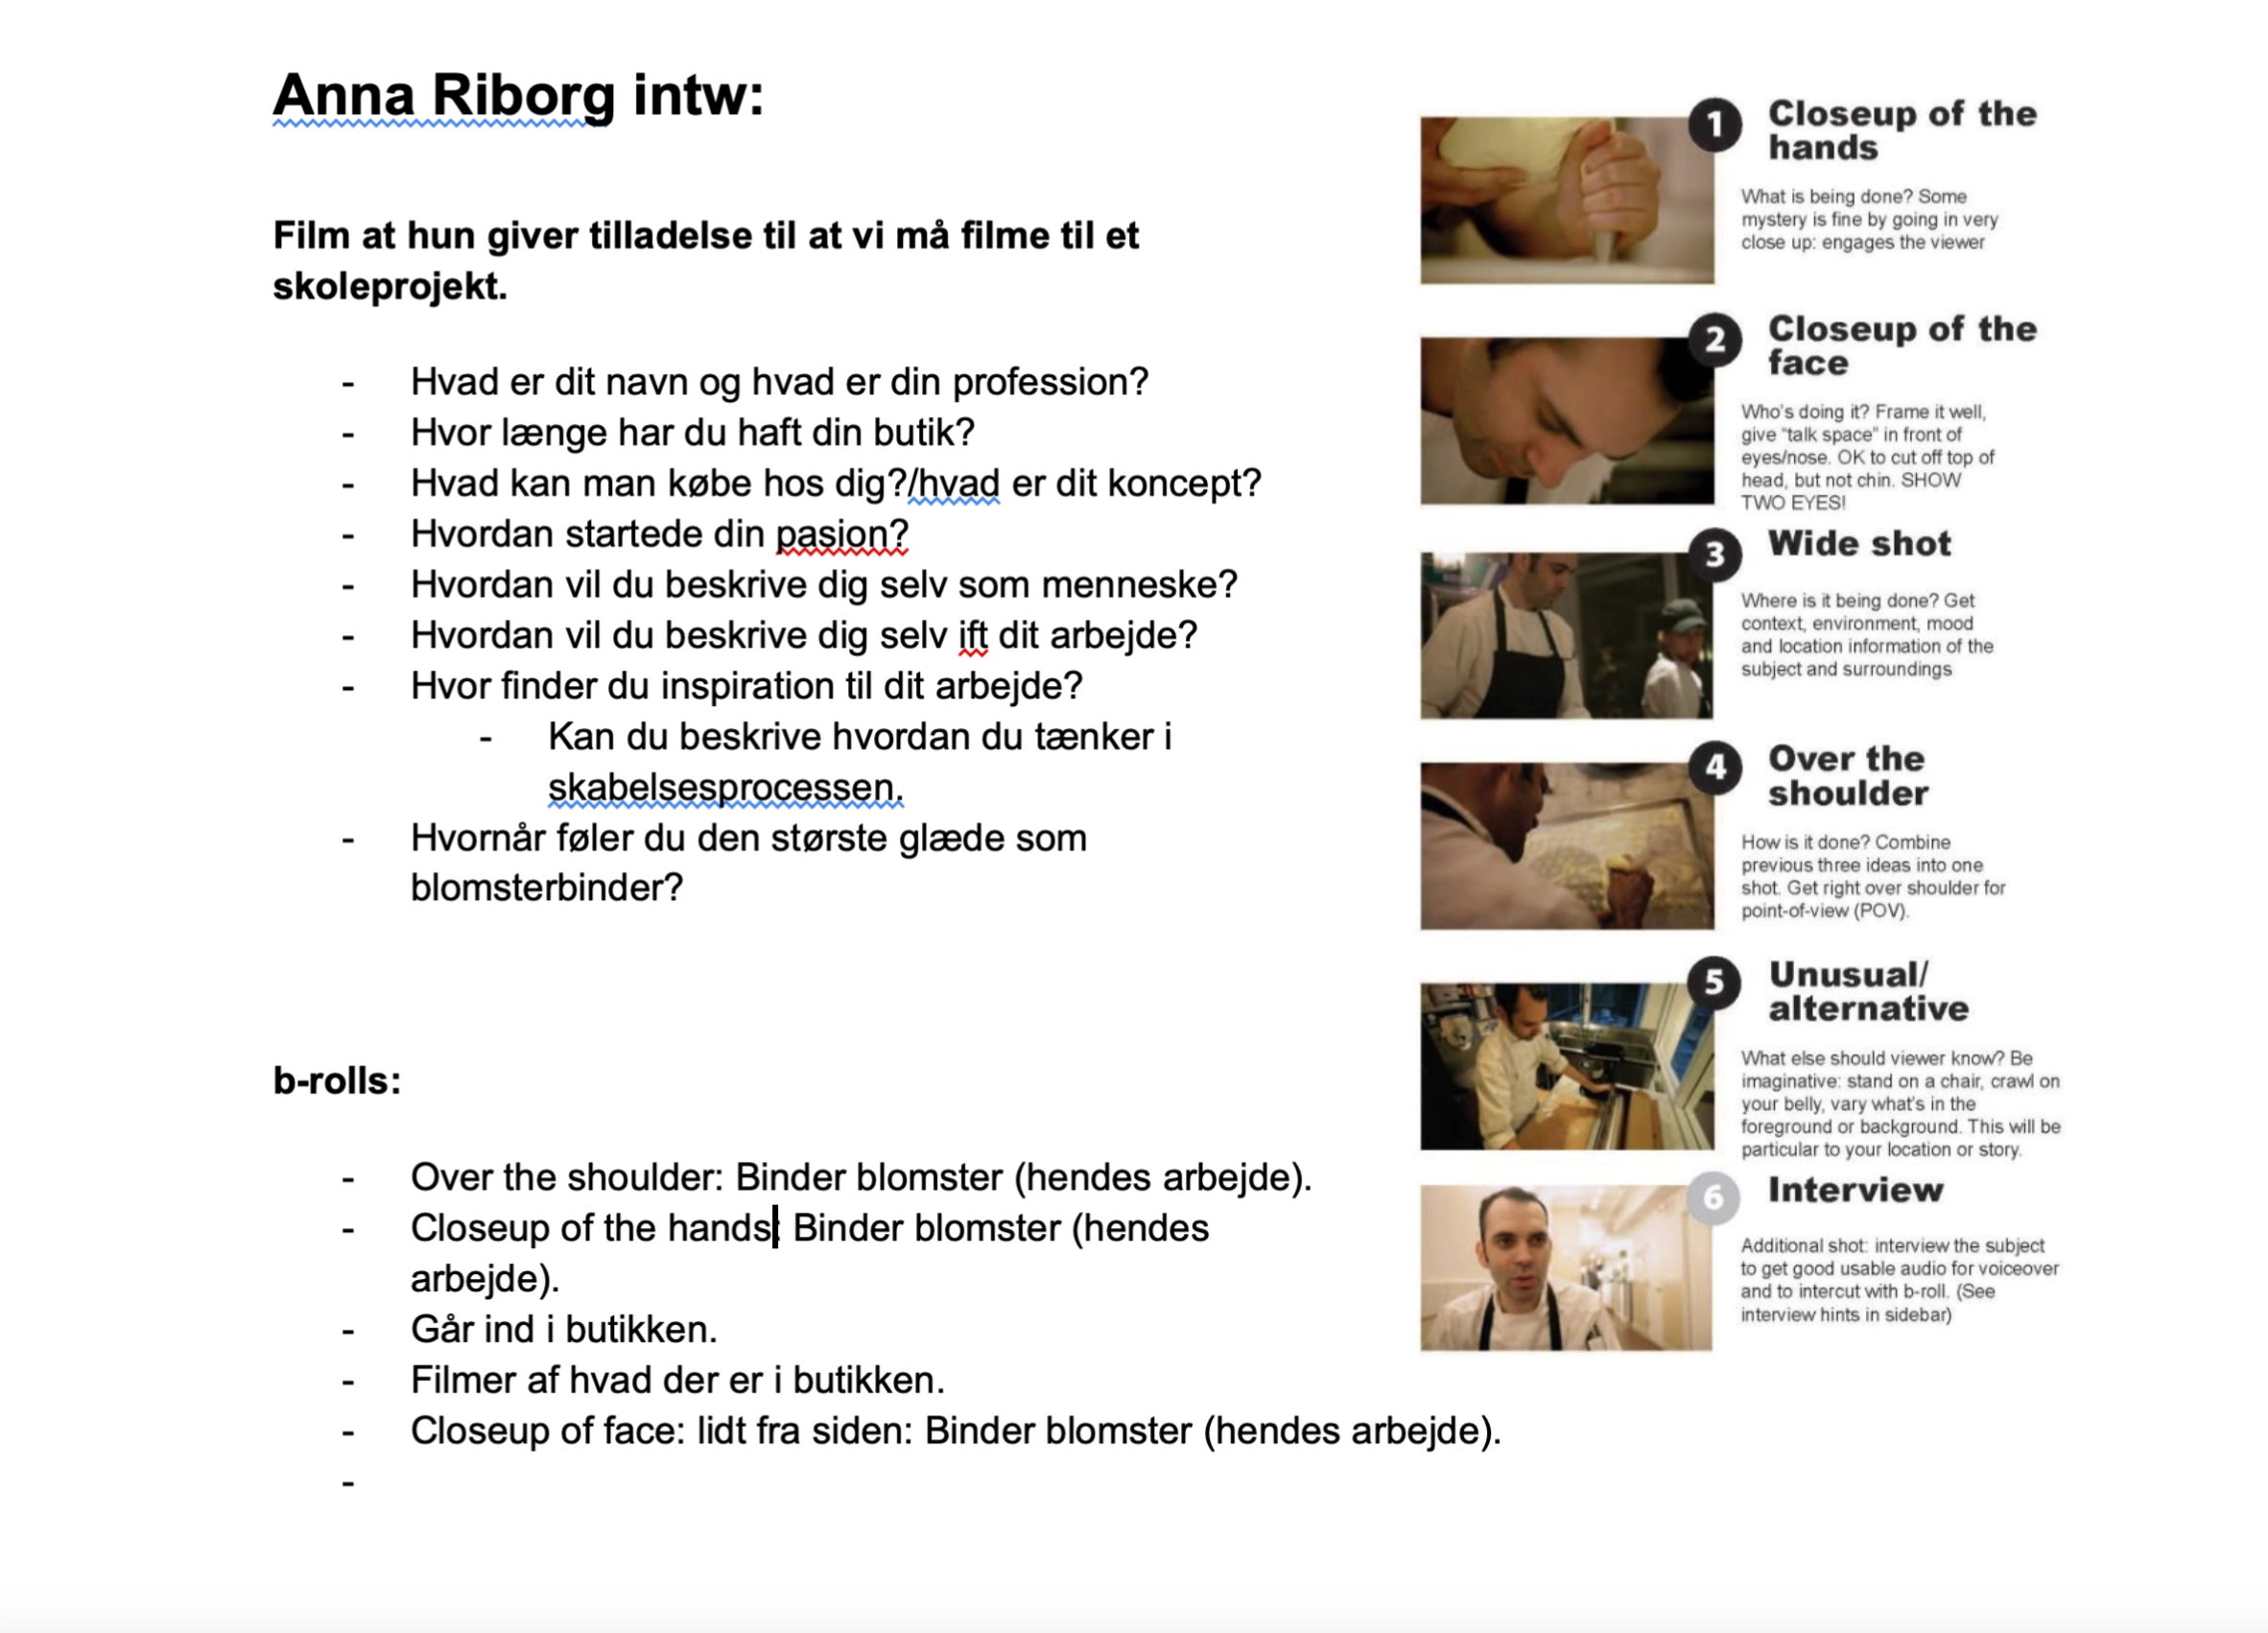 Anna Riborg intw:
Film at hun giver tilladelse til at vi må filme til et
skoleprojekt.
- Hvad er dit navn og hvad er din profession?
- Hvor længe har du haft din butik?
- Hvad kan man købe hos dig?/hvad er dit koncept?
- Hvordan startede din pasion?
- Hvordan vil du beskrive dig selv som menneske?
- Hvordan vil du beskrive dig selv ift dit arbejde?
- Hvor finder du inspiration til dit arbejde?
- Kan du beskrive hvordan du tænker i
skabelsesprocessen.
- Hvornår føler du den største glæde som
blomsterbinder?
b-rolls:
- Over the shoulder: Binder blomster (hendes arbejde).
- Closeup of the hands: Binder blomster (hendes
arbejde).
- Går ind i butikken.
- Filmer af hvad der er i butikken.
- Closeup of face: lidt fra siden: Binder blomster (hendes arbejde).
-
1 Closeup of the
hands
What is being done? Some
mystery is fine by going in very
close up: engages the viewer
2 Closeup of the
face
Who's doing it? Frame it well,
give "talk space" in front of
eyes/nose. OK to cut off top of
head, but not chin. SHOW
TWO EYES!
3 Wide shot
Where is it being done? Get
context, environment, mood
and location information of the
subject and surroundings
4 Over the
shoulder
How is it done? Combine
previous three ideas into one
shot. Get right over shoulder for
point-of-view (POV).
5 Unusual/
alternative
What else should viewer know? Be
imaginative: stand on a chair, crawl on
your belly, vary what's in the
foreground or background. This will be
particular to your location or story.
6 Interview
Additional shot: interview the subject
to get good usable audio for voiceover
and to intercut with b-roll. (See
interview hints in sidebar)